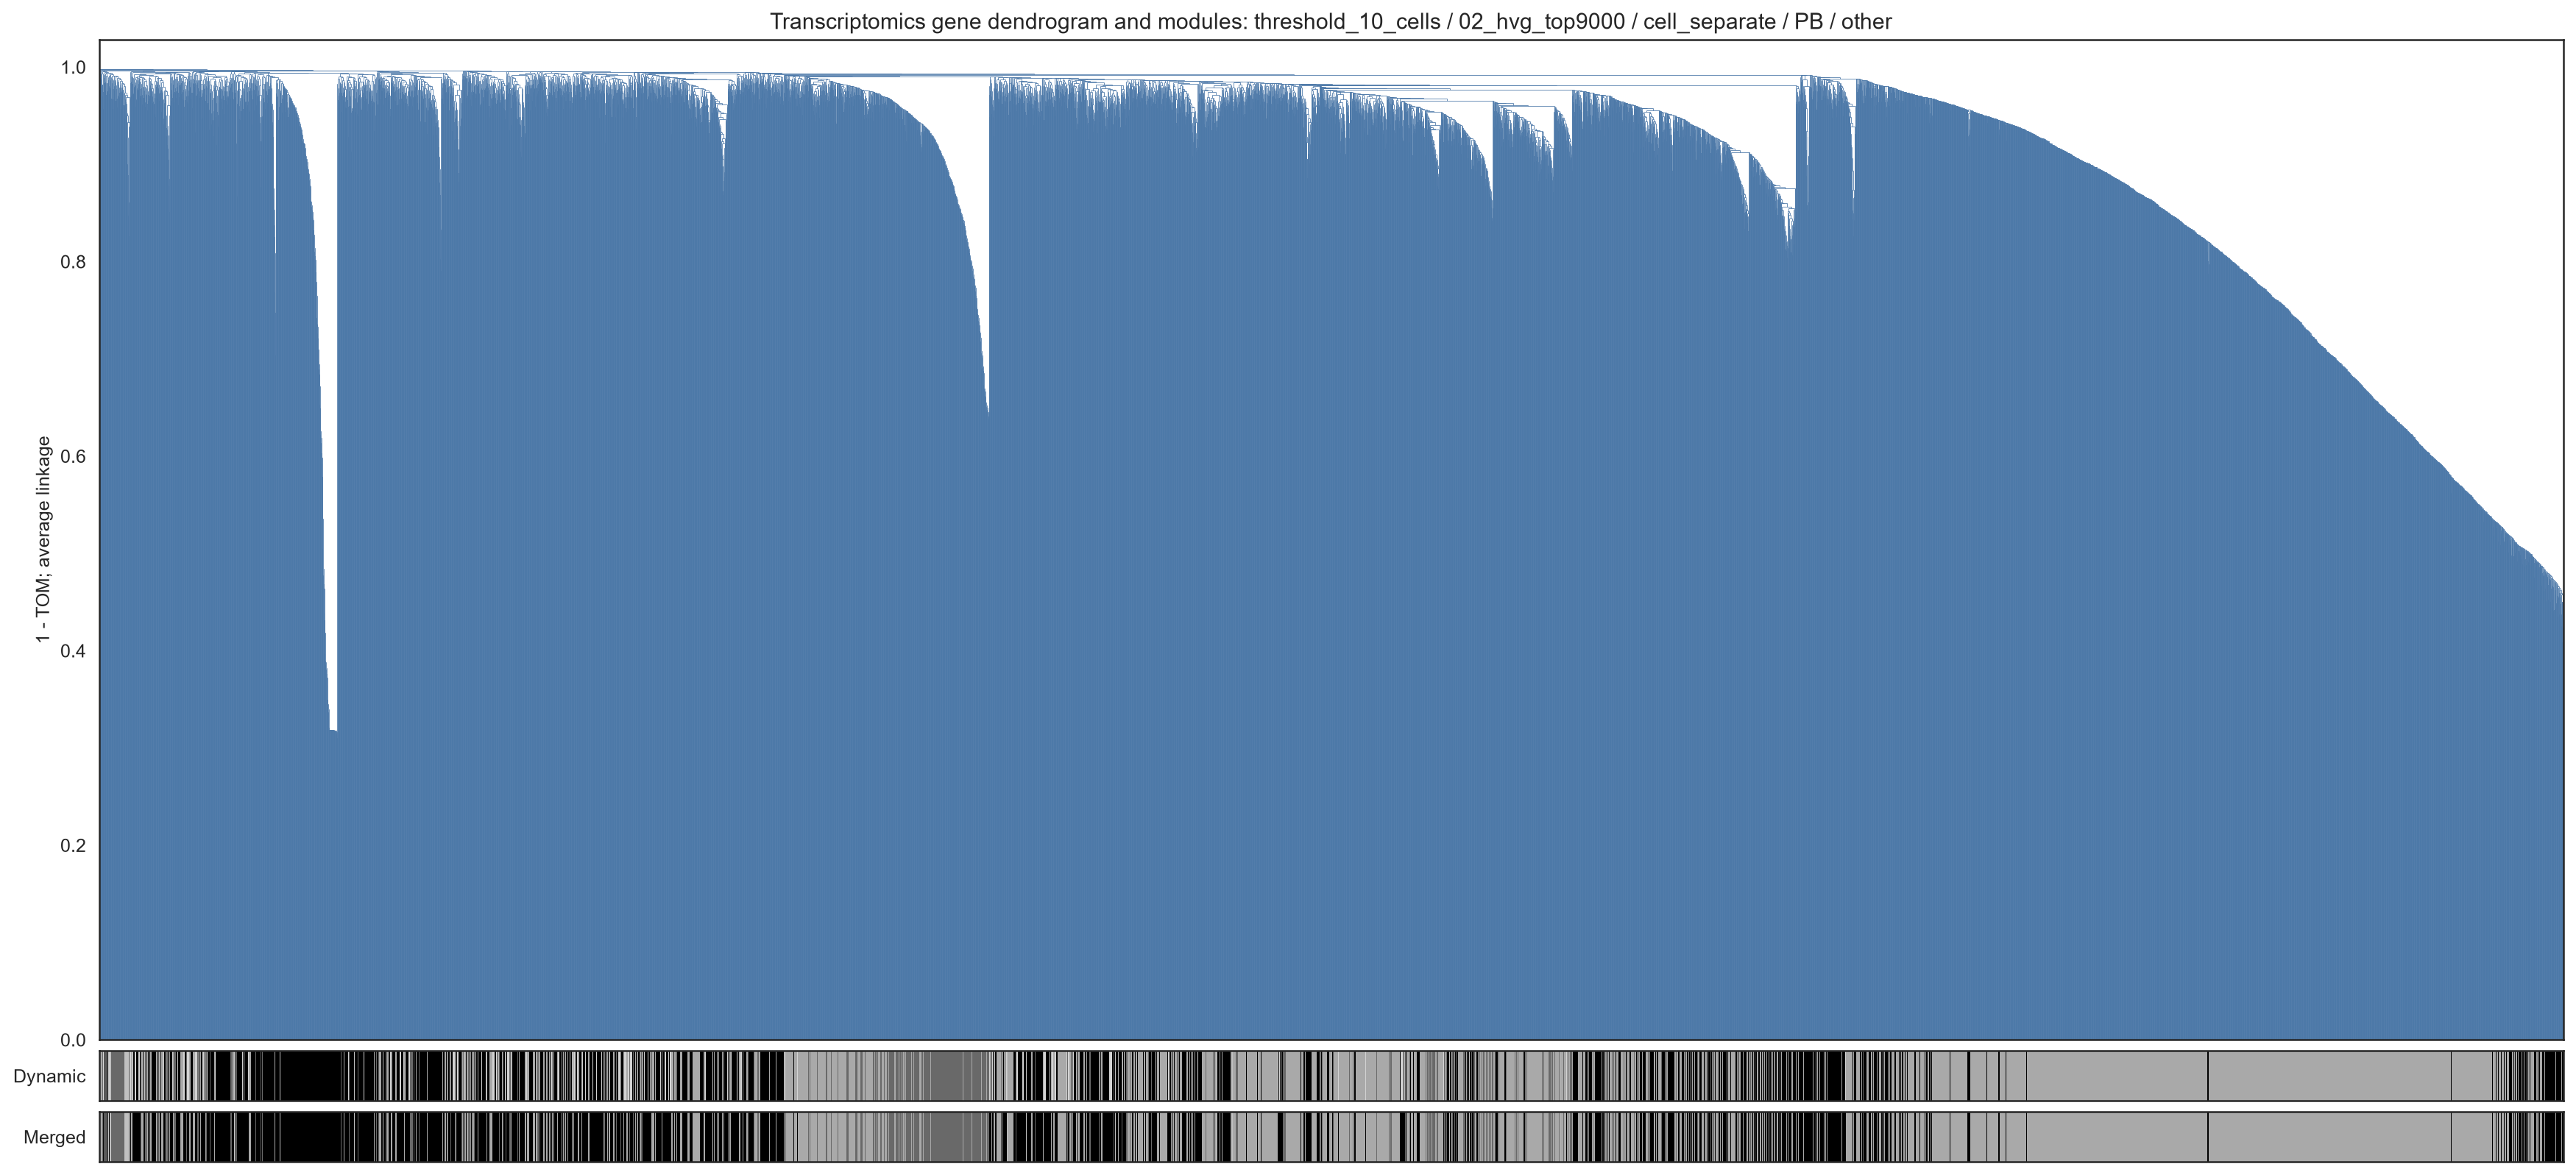 Transcriptomics gene dendrogram and modules: threshold_10_cells / 02_hvg_top9000 / cell_separate / PB / other
1.0
0.8
0.6
0.4
0.2
0.0
1 - TOM; average linkage
Dynamic
Merged